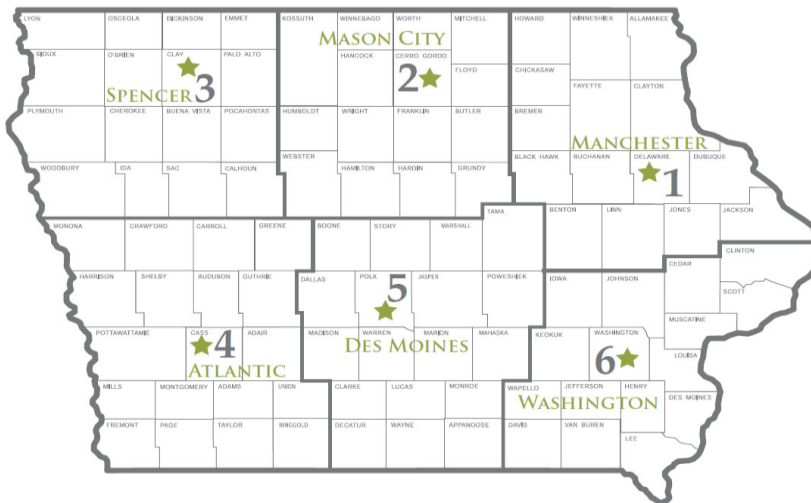 LYON OSCEOLA DICKINSON EMMET KOSSUTH WINNEBAGO WORTH MITCHELL HOWARD WINNESHIEK ALLAMAKEE
MASON CITY
SIOUX O'BRIEN CLAY PALO ALTO HANCOCK CERRO GORDO
3 2
FLOYD CHICKASAW
SPENCER
FAYETTE CLAYTON
PLYMOUTH CHEROKEE BUENA VISTA POCAHONTAS HUMBOLDT WRIGHT FRANKLIN BUTLER BREMER
MANCHESTER
WEBSTER BLACK HAWK BUCHANAN DELAWARE DUBUQUE
WOODBURY IDA SAC CALHOUN HAMILTON HARDIN GRUNDY
1
TAMA BENTON LINN JONES JACKSON
MONONA CRAWFORD CARROLL GREENE BOONE STORY MARSHALL
CLINTON
CEDAR
HARRISON SHELBY AUDUBON GUTHRIE DALLAS POLK JASPER POWESHIEK IOWA JOHNSON
5
SCOTT
MUSCATINE
POTTAWATTAMIE CASS ADAIR MADISON WARREN MARION MAHASKA KEOKUK WASHINGTON
4
DES MOINES
6
LOUISA
ATLANTIC
MILLS MONTGOMERY ADAMS UNION CLARKE LUCAS MONROE WAPELLO JEFFERSON HENRY
DES MOINES
WASHINGTON
FREMONT PAGE TAYLOR RINGGOLD DECATUR WAYNE APPANOOSE DAVIS VAN BUREN
LEE